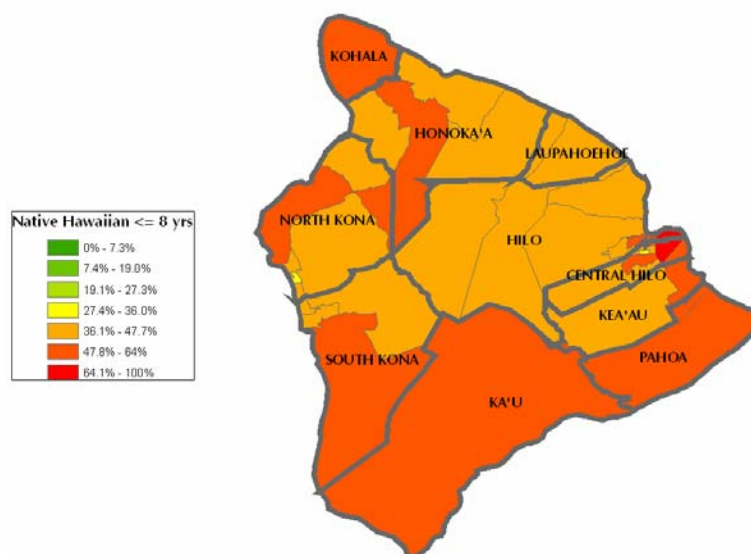 KOHALA
HONOKA'A
LAUPAHOEHOE
NORTH KONA
HILO
CENTRAL HILO
KEA'AU
SOUTH KONA
PAHOA
KA'U
Native Hawaiian <= 8 yrs
0% - 7.3%
7.4% - 19.0%
19.1% - 27.3%
27.4% - 36.0%
36.1% - 47.7%
47.8% - 64%
64.1% - 100%